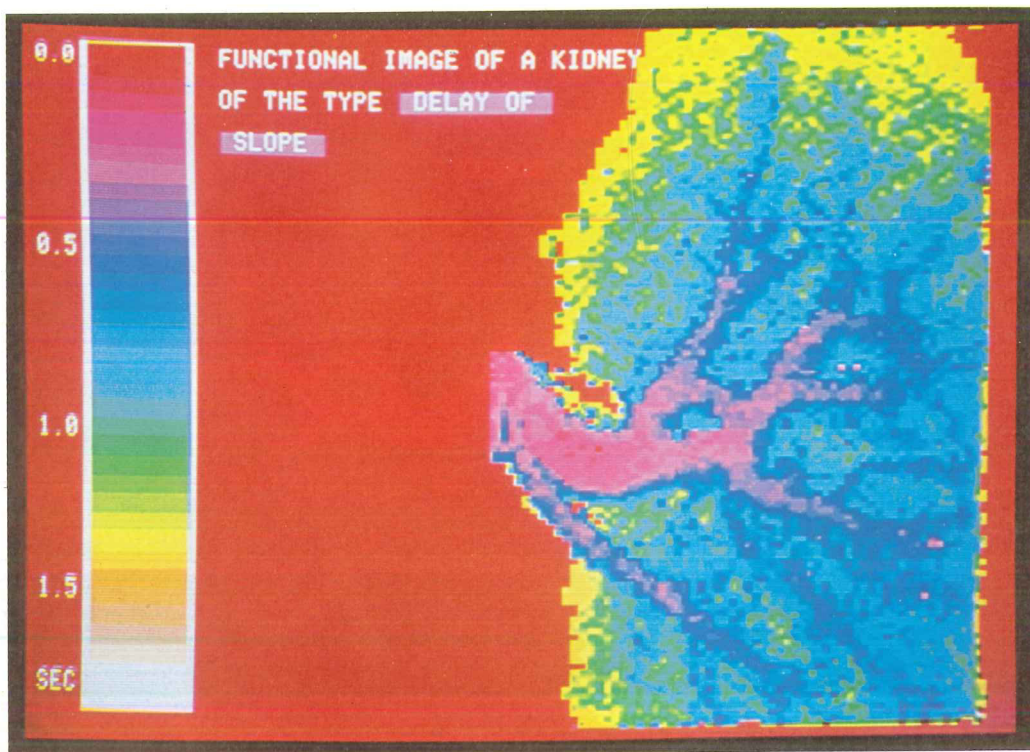 FUNCTIONAL IMAGE OF A KIDNEY
OF THE TYPE DELAY OF
SLOPE
0.0
0.5
1.0
1.5
SEC